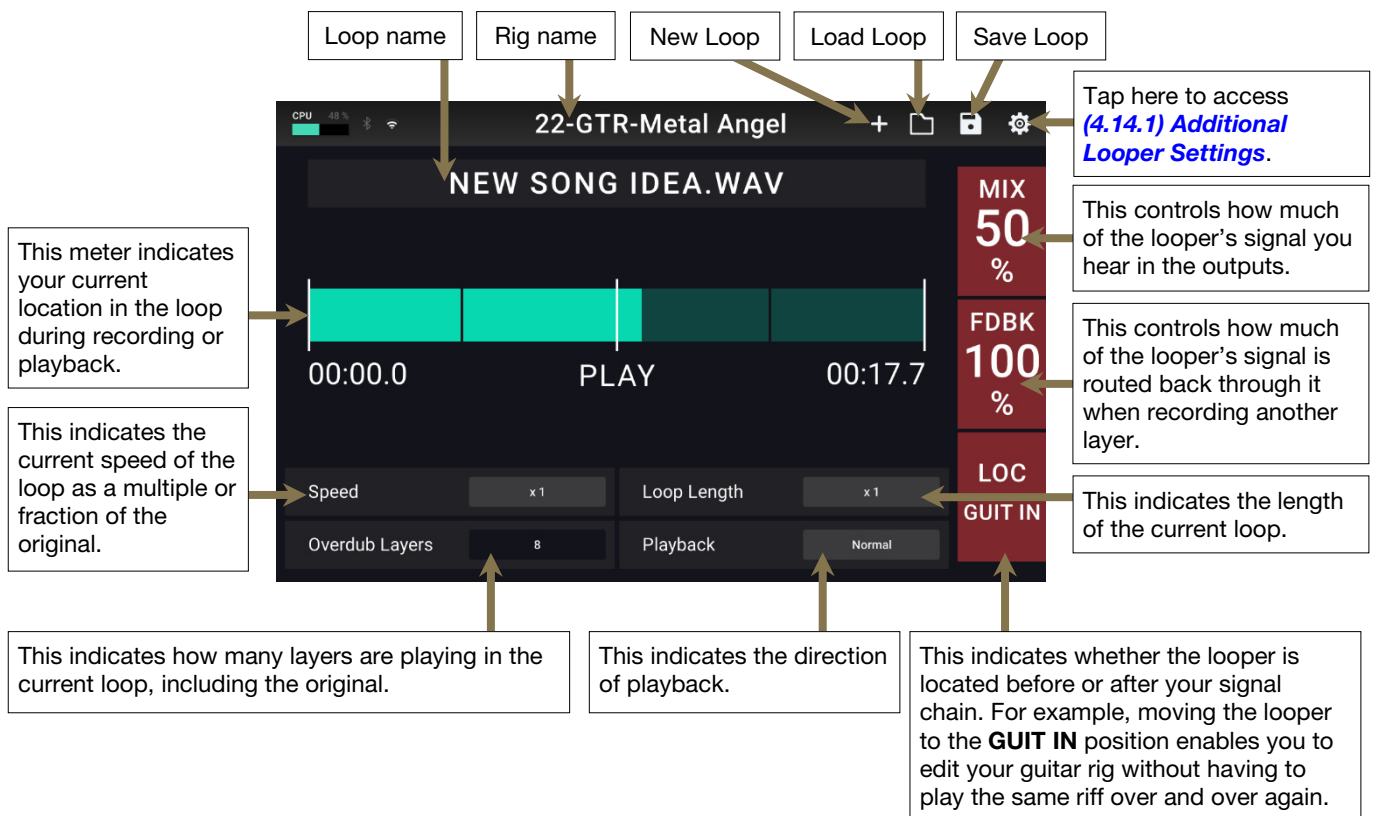 Loop name
Rig name
New Loop
Load Loop
Save Loop
Tap here to access
(4.14.1) Additional
Looper Settings.
CPU 48 %
22-GTR-Metal Angel
NEW SONG IDEA.WAV
MIX
50
%
This controls how much
of the looper's signal you
hear in the outputs.
This meter indicates
your current
location in the loop
during recording or
playback.
00:00.0 PLAY 00:17.7
FDBK
100
%
This controls how much
of the looper's signal is
routed back through it
when recording another
layer.
This indicates the
current speed of the
loop as a multiple or
fraction of the
original.
Speed x 1 Loop Length x 1
Overdub Layers 8 Playback Normal
LOC
GUIT IN
This indicates the length
of the current loop.
This indicates how many layers are playing in the
current loop, including the original.
This indicates the direction
of playback.
This indicates whether the looper is
located before or after your signal
chain. For example, moving the looper
to the GUIT IN position enables you to
edit your guitar rig without having to
play the same riff over and over again.